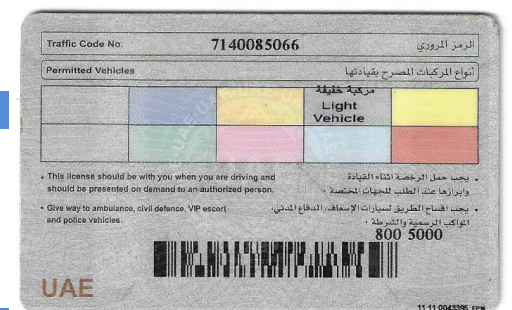 Traffic Code No. 7140085066 الرمز المروري
Permitted Vehicles أنواع المركبات المصرح بقيادتها
مركبة خفيفة
Light
Vehicle
• This license should be with you when you are driving and
should be presented on demand to an authorized person.
• يجب حمل الرخصة اثناء القيادة
وابرازها عند الطلب للجهات المختصة .
• Give way to ambulance, civil defence, VIP escort
and police vehicles.
• يجب افساح الطريق لسيارات الإسعاف، الدفاع المدني،
المواكب الرسمية والشرطة .
800 5000
UAE
11 11 0043395 EPM